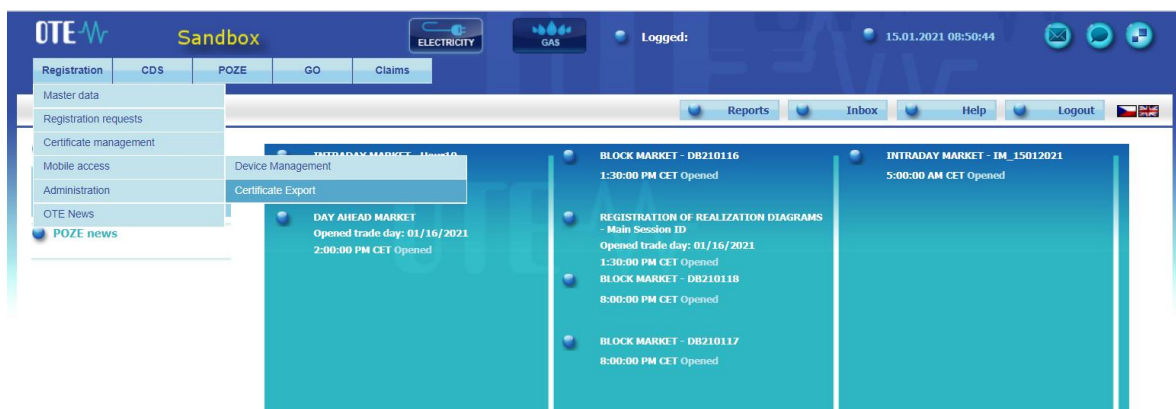 OTE
Sandbox
ELECTRICITY
GAS
Logged:
15.01.2021 08:50:44
Registration
CDS
POZE
GO
Claims
Reports
Inbox
Help
Logout
Master data
Registration requests
Certificate management
Mobile access
Administration
OTE News
Device Management
Certificate Export
POZE news
INTRADAY MARKET - Hour10
DAY AHEAD MARKET
Opened trade day: 01/16/2021
2:00:00 PM CET Opened
BLOCK MARKET - DB210116
1:30:00 PM CET Opened
REGISTRATION OF REALIZATION DIAGRAMS
- Main Session ID
Opened trade day: 01/16/2021
1:30:00 PM CET Opened
BLOCK MARKET - DB210118
8:00:00 PM CET Opened
BLOCK MARKET - DB210117
8:00:00 PM CET Opened
INTRADAY MARKET - IM_15012021
5:00:00 AM CET Opened